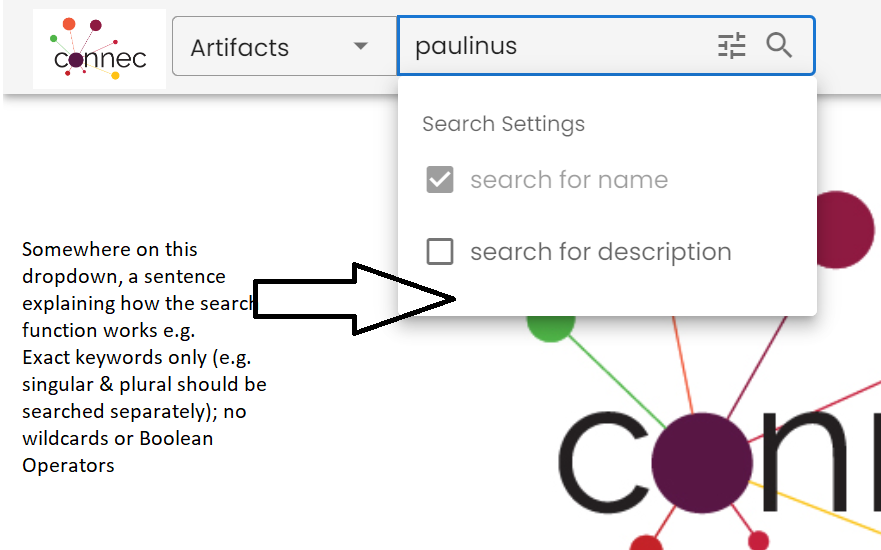 connec
Artifacts
paulinus
Search Settings
search for name
search for description
Somewhere on this
dropdown, a sentence
explaining how the search
function works e.g.
Exact keywords only (e.g.
singular & plural should be
searched separately); no
wildcards or Boolean
Operators
conn